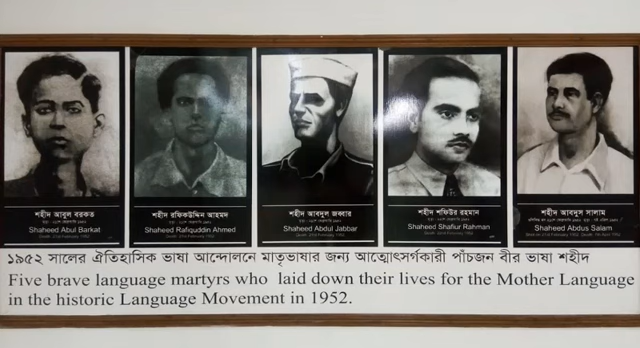 শহীদ আবুল বরকত
Shaheed Abul Barkat
শহীদ রফিকউদ্দিন আহমদ
Shaheed Rafiquddin Ahmed
শহীদ আবদুল জব্বার
Shaheed Abdul Jabbar
শহীদ শফিউর রহমান
Shaheed Shafiur Rahman
শহীদ আবদুস সালাম
Shaheed Abdus Salam
১৯৫২ সালের ঐতিহাসিক ভাষা আন্দোলনে মাতৃভাষার জন্য আত্মোৎসর্গকারী পাঁচজন বীর ভাষা শহীদ
Five brave language martyrs who laid down their lives for the Mother Language
in the historic Language Movement in 1952.